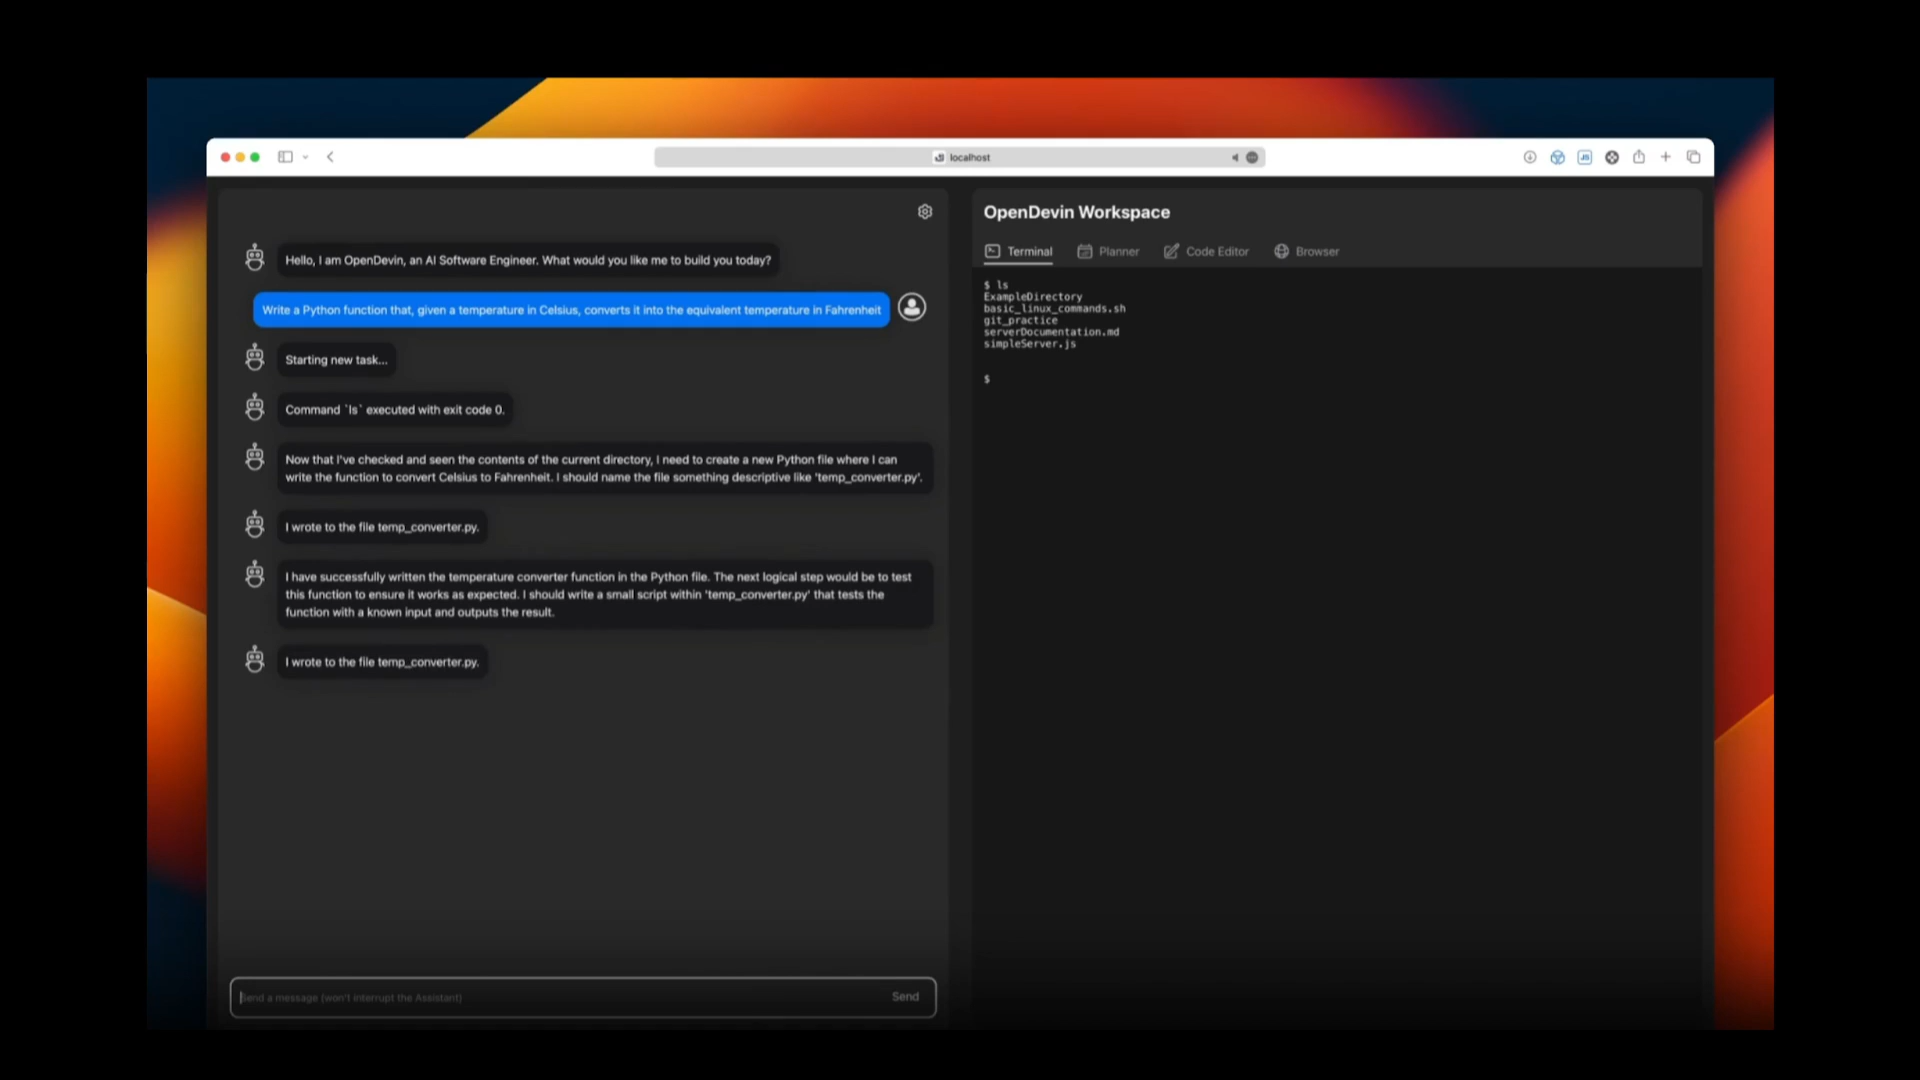 localhost
Hello, I am OpenDevin, an AI Software Engineer. What would you like me to build you today?
Write a Python function that, given a temperature in Celsius, converts it into the equivalent temperature in Fahrenheit
Starting new task...
Command `ls` executed with exit code 0.
Now that I've checked and seen the contents of the current directory, I need to create a new Python file where I can
write the function to convert Celsius to Fahrenheit. I should name the file something descriptive like 'temp_converter.py'.
I wrote to the file temp_converter.py.
I have successfully written the temperature converter function in the Python file. The next logical step would be to test
this function to ensure it works as expected. I should write a small script within 'temp_converter.py' that tests the
function with a known input and outputs the result.
I wrote to the file temp_converter.py.
Send a message (won't interrupt the Assistant)
Send
OpenDevin Workspace
Terminal Planner Code Editor Browser
$ ls
ExampleDirectory
basic_linux_commands.sh
git_practice
serverDocumentation.md
simpleServer.js
$